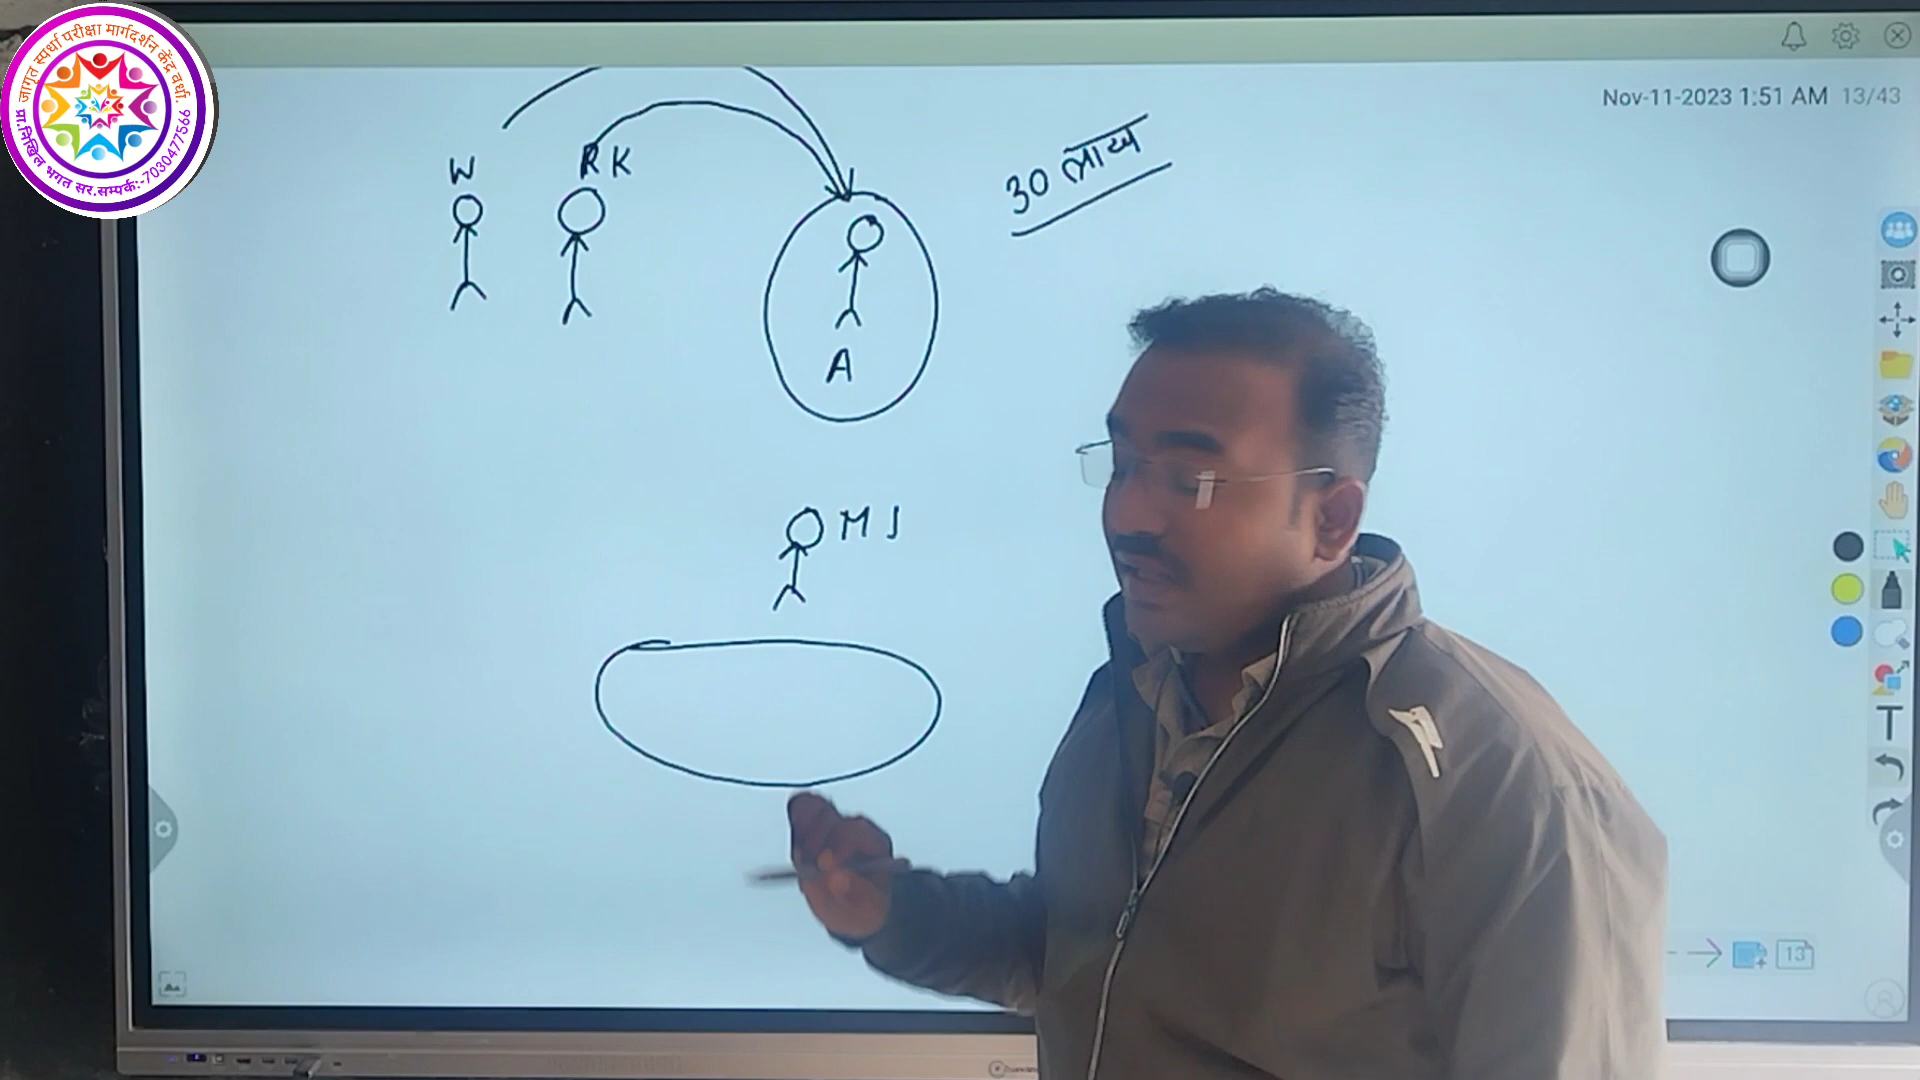 जागृत स्पर्धा परीक्षा मार्गदर्शन केंद्र वर्धा.
प्रा.निखिल भगत सर.सम्पर्क:-7030477566
Nov-11-2023 1:51 AM 13/43
W
RK
30 लाख
A
MJ
T
13